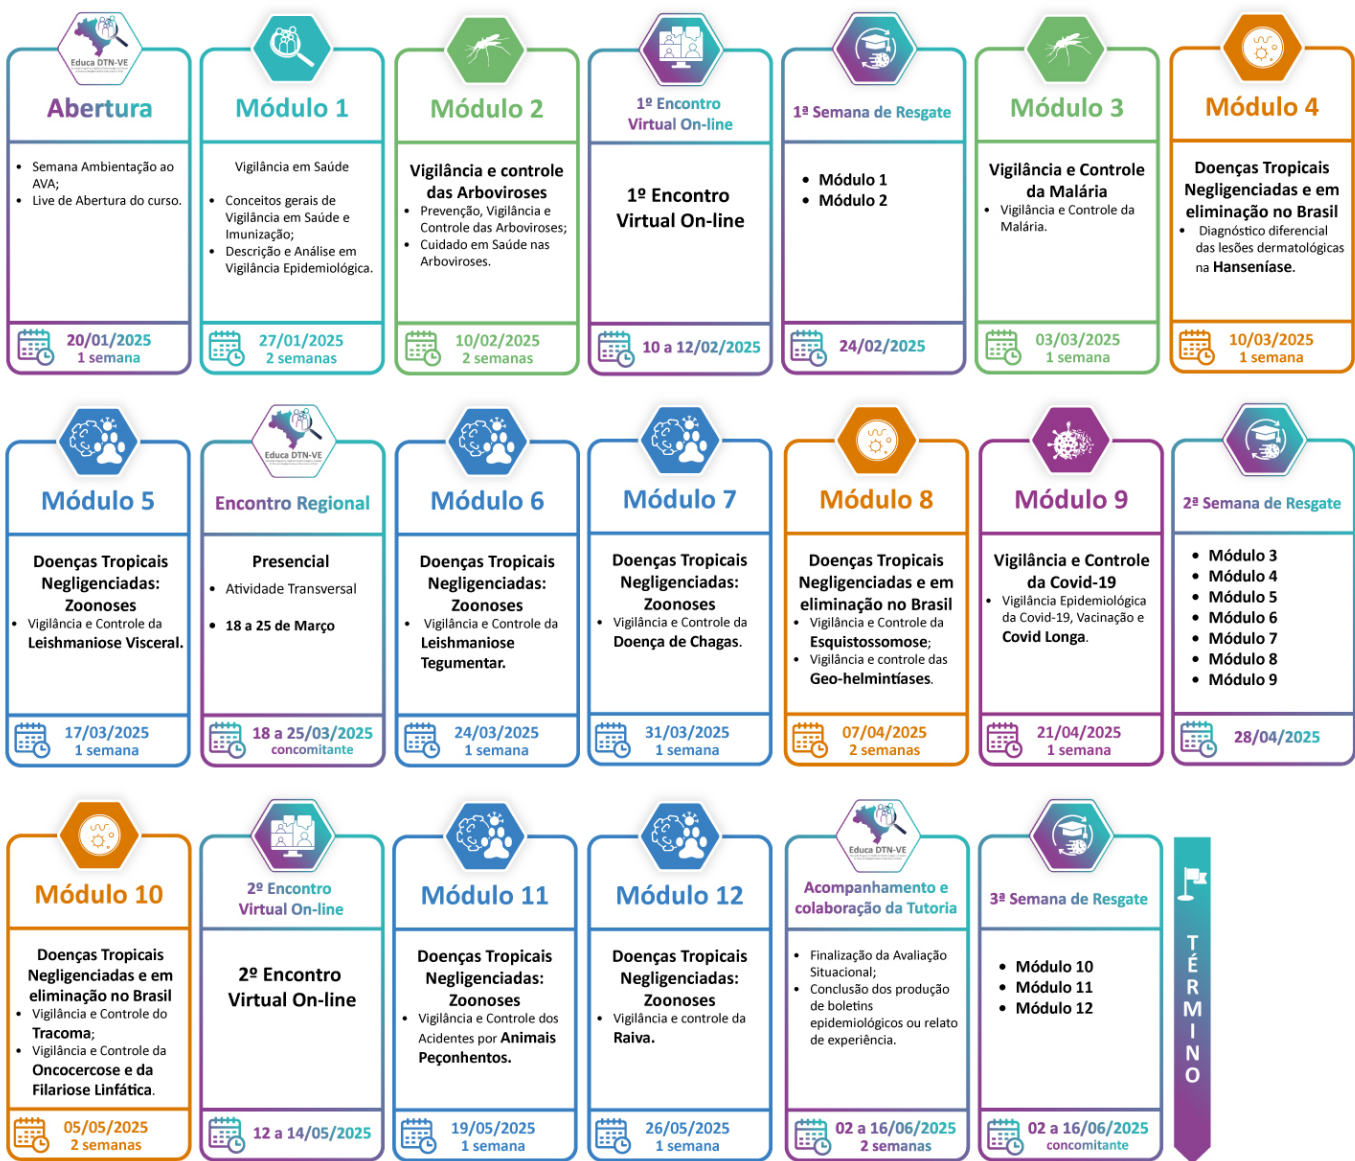 Educa DTN-VE
Abertura
• Semana Ambientação ao
AVA;
• Live de Abertura do curso.
20/01/2025
1 semana
Módulo 1
Vigilância em Saúde
• Conceitos gerais de
Vigilância em Saúde e
Imunização;
• Descrição e Análise em
Vigilância Epidemiológica.
27/01/2025
2 semanas
Módulo 2
Vigilância e controle
das Arboviroses
• Prevenção, Vigilância e
Controle das Arboviroses;
• Cuidado em Saúde nas
Arboviroses.
10/02/2025
2 semanas
1º Encontro
Virtual On-line
1º Encontro
Virtual On-line
10 a 12/02/2025
1ª Semana de Resgate
• Módulo 1
• Módulo 2
24/02/2025
Módulo 3
Vigilância e Controle
da Malária
• Vigilância e Controle da
Malária.
03/03/2025
1 semana
Módulo 4
Doenças Tropicais
Negligenciadas e em
eliminação no Brasil
• Diagnóstico diferencial
das lesões dermatológicas
na Hanseníase.
10/03/2025
1 semana
Módulo 5
Doenças Tropicais
Negligenciadas:
Zoonoses
• Vigilância e Controle da
Leishmaniose Visceral.
17/03/2025
1 semana
Educa DTN-VE
Encontro Regional
Presencial
• Atividade Transversal
• 18 a 25 de Março
18 a 25/03/2025
concomitante
Módulo 6
Doenças Tropicais
Negligenciadas:
Zoonoses
• Vigilância e Controle da
Leishmaniose
Tegumentar.
24/03/2025
1 semana
Módulo 7
Doenças Tropicais
Negligenciadas:
Zoonoses
• Vigilância e Controle da
Doença de Chagas.
31/03/2025
1 semana
Módulo 8
Doenças Tropicais
Negligenciadas e em
eliminação no Brasil
• Vigilância e Controle da
Esquistossomose;
• Vigilância e controle das
Geo-helmintíases.
07/04/2025
2 semanas
Módulo 9
Vigilância e Controle
da Covid-19
• Vigilância Epidemiológica
da Covid-19, Vacinação e
Covid Longa.
21/04/2025
1 semana
2ª Semana de Resgate
• Módulo 3
• Módulo 4
• Módulo 5
• Módulo 6
• Módulo 7
• Módulo 8
• Módulo 9
28/04/2025
Módulo 10
Doenças Tropicais
Negligenciadas e em
eliminação no Brasil
• Vigilância e Controle do
Tracoma;
• Vigilância e Controle da
Oncocercose e da
Filariose Linfática.
05/05/2025
2 semanas
2º Encontro
Virtual On-line
2º Encontro
Virtual On-line
12 a 14/05/2025
Módulo 11
Doenças Tropicais
Negligenciadas:
Zoonoses
• Vigilância e Controle dos
Acidentes por Animais
Peçonhentos.
19/05/2025
1 semana
Módulo 12
Doenças Tropicais
Negligenciadas:
Zoonoses
• Vigilância e controle da
Raiva.
26/05/2025
1 semana
Educa DTN-VE
Acompanhamento e
colaboração da Tutoria
• Finalização da Avaliação
Situacional;
• Conclusão dos produção
de boletins
epidemiológicos ou relato
de experiência.
02 a 16/06/2025
2 semanas
3ª Semana de Resgate
• Módulo 10
• Módulo 11
• Módulo 12
02 a 16/06/2025
concomitante
TÉRMINO